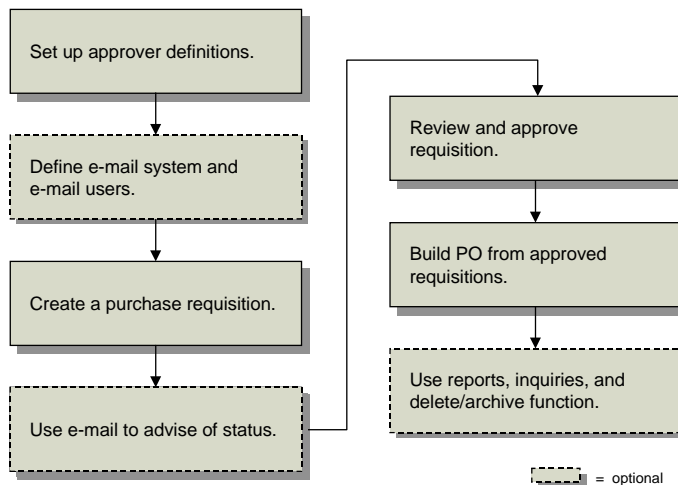 Set up approver definitions.
Define e-mail system and
e-mail users.
Create a purchase requisition.
Use e-mail to advise of status.
Review and approve
requisition.
Build PO from approved
requisitions.
Use reports, inquiries, and
delete/archive function.
= optional